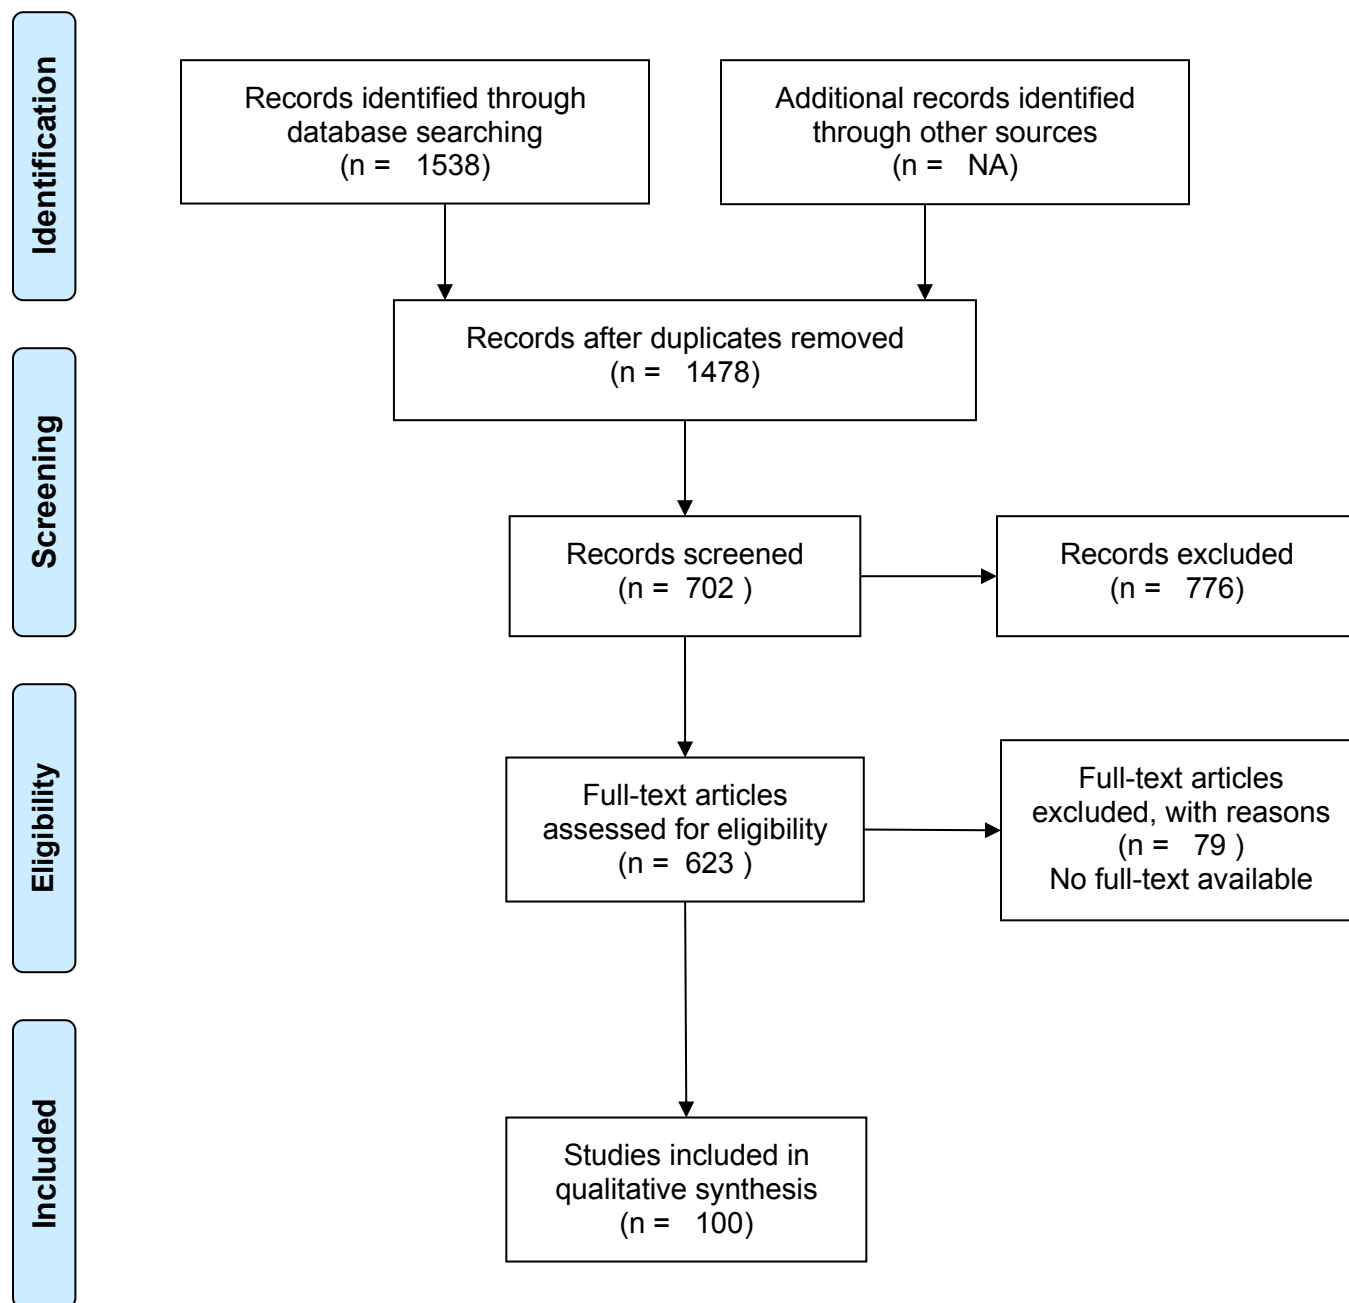 Identification
Records identified through
database searching
(n = 1538)
Additional records identified
through other sources
(n = NA)
Records after duplicates removed
(n = 1478)
Screening
Records screened
(n = 702 )
Records excluded
(n = 776)
Eligibility
Full-text articles
assessed for eligibility
(n = 623 )
Full-text articles
excluded, with reasons
(n = 79 )
No full-text available
Included
Studies included in
qualitative synthesis
(n = 100)